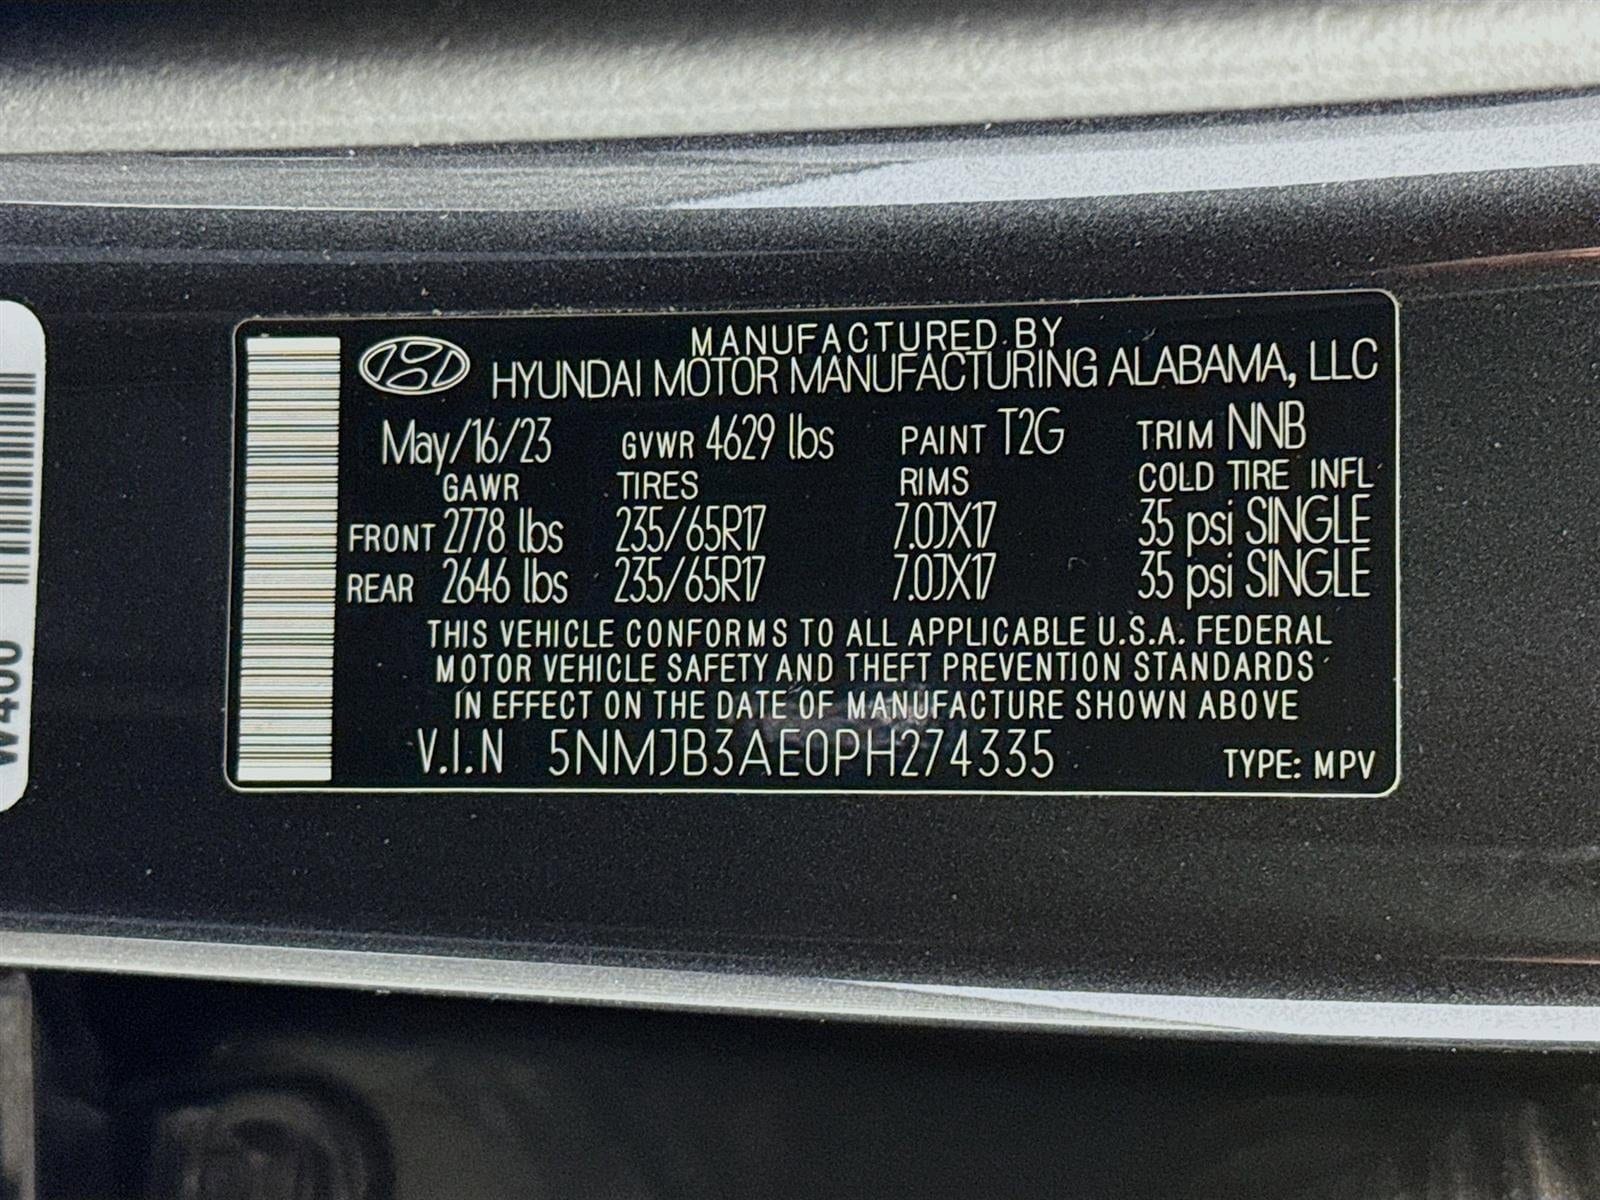 MANUFACTURED BY
HYUNDAI MOTOR MANUFACTURING ALABAMA, LLC
May/16/23 GVWR 4629 lbs PAINT T2G TRIM NNB
GAWR TIRES RIMS COLD TIRE INFL
FRONT 2778 lbs 235/65R17 7.0JX17 35 psi SINGLE
REAR 2646 lbs 235/65R17 7.0JX17 35 psi SINGLE
THIS VEHICLE CONFORMS TO ALL APPLICABLE U.S.A. FEDERAL
MOTOR VEHICLE SAFETY AND THEFT PREVENTION STANDARDS
IN EFFECT ON THE DATE OF MANUFACTURE SHOWN ABOVE
V.I.N 5NMJB3AE0PH274335 TYPE: MPV